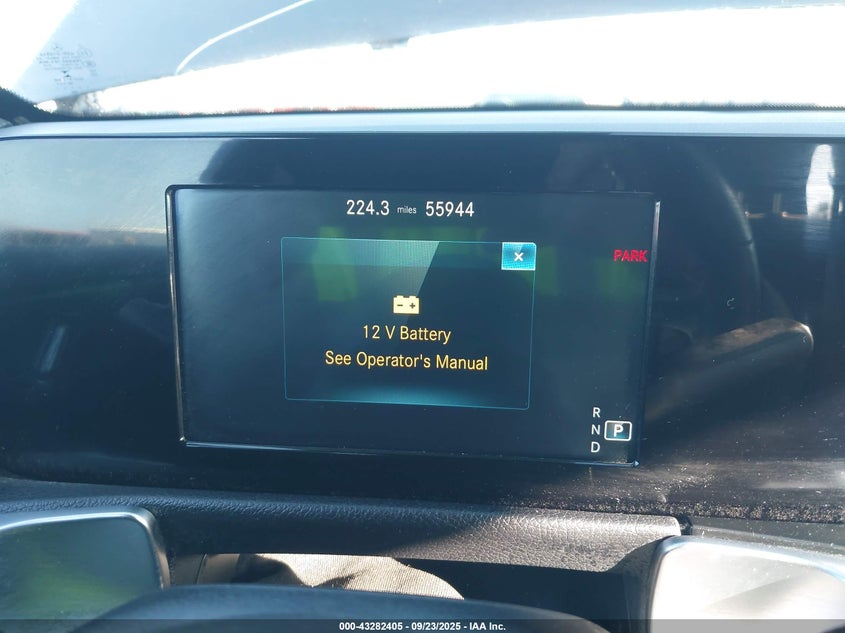 224.3 miles 55944
PARK
12 V Battery
See Operator's Manual
R
N P
D
000-43282405 - 09/23/2025 - IAA Inc.